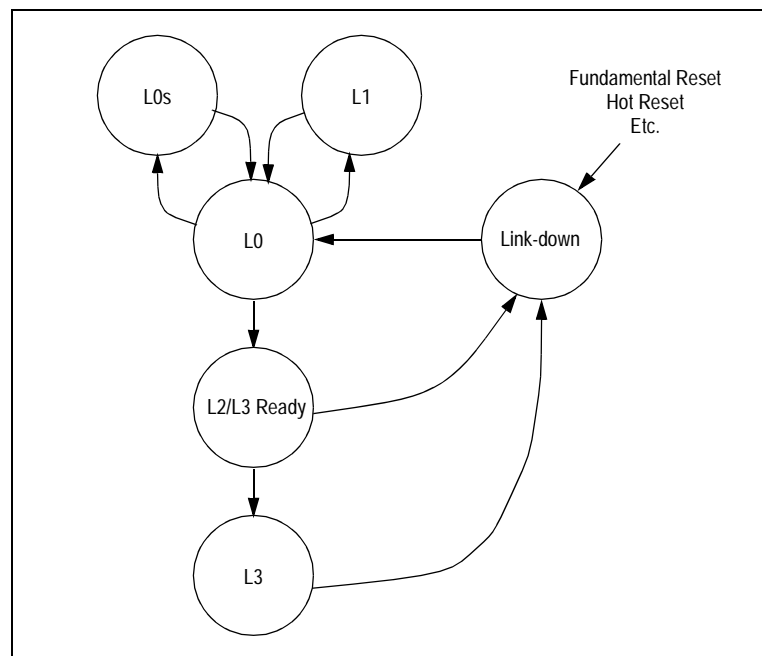 L0s
L1
Fundamental Reset
Hot Reset
Etc.
L0
Link-down
L2/L3 Ready
L3